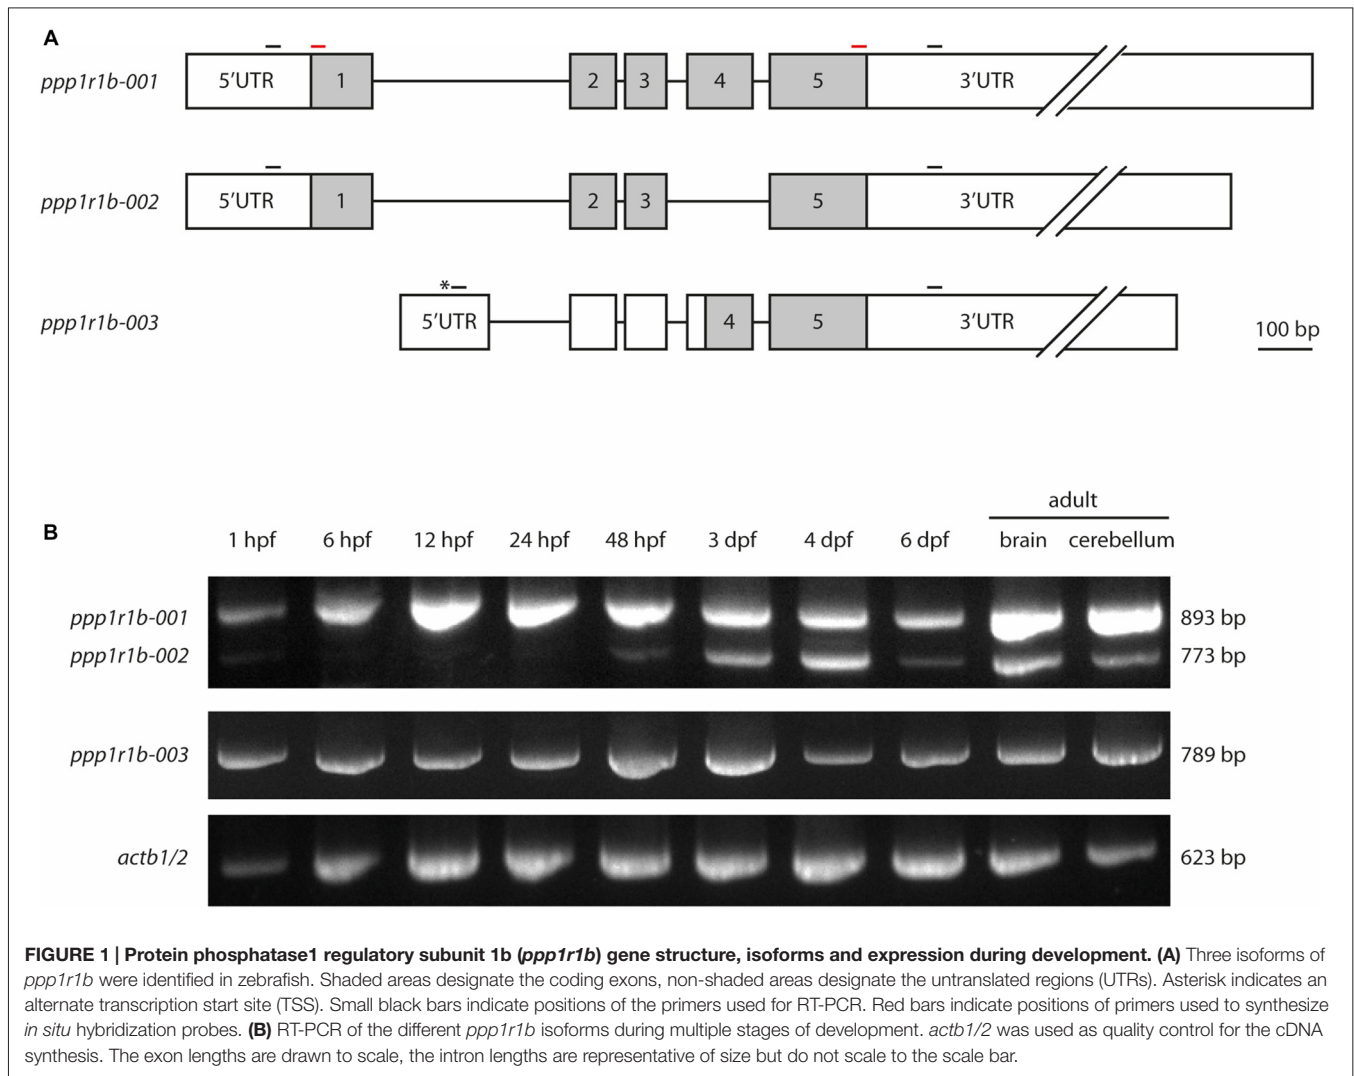 A
ppp1r1b-001 5'UTR 1 2 3 4 5 3'UTR
ppp1r1b-002 5'UTR 1 2 3 5 3'UTR
*
ppp1r1b-003 5'UTR 4 5 3'UTR
100 bp
adult
B 1 hpf 6 hpf 12 hpf 24 hpf 48 hpf 3 dpf 4 dpf 6 dpf brain cerebellum
ppp1r1b-001 893 bp
ppp1r1b-002 773 bp
ppp1r1b-003 789 bp
actb1/2 623 bp
FIGURE 1 | Protein phosphatase1 regulatory subunit 1b (ppp1r1b) gene structure, isoforms and expression during development. (A) Three isoforms of
ppp1r1b were identified in zebrafish. Shaded areas designate the coding exons, non-shaded areas designate the untranslated regions (UTRs). Asterisk indicates an
alternate transcription start site (TSS). Small black bars indicate positions of the primers used for RT-PCR. Red bars indicate positions of primers used to synthesize
in situ hybridization probes. (B) RT-PCR of the different ppp1r1b isoforms during multiple stages of development. actb1/2 was used as quality control for the cDNA
synthesis. The exon lengths are drawn to scale, the intron lengths are representative of size but do not scale to the scale bar.